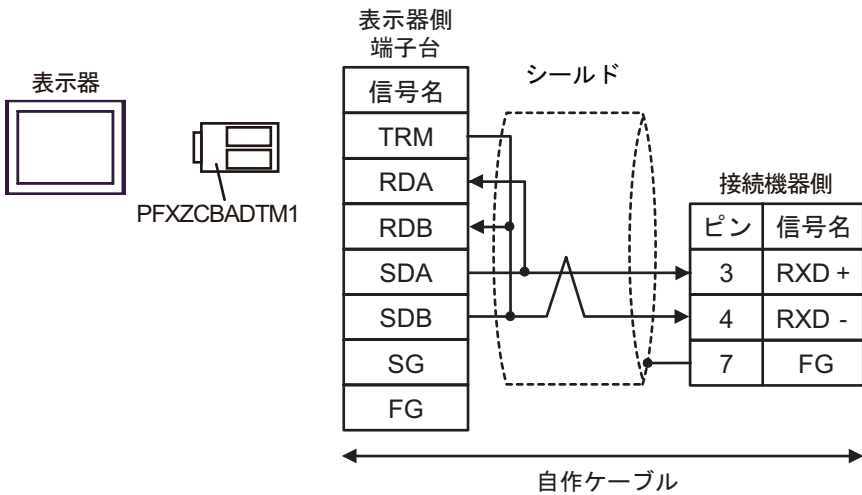 表示器
PFXZCBADTM1
表示器側
端子台
信号名
TRM
RDA
RDB
SDA
SDB
SG
FG
シールド
接続機器側
ピン 信号名
3 RXD +
4 RXD -
7 FG
自作ケーブル